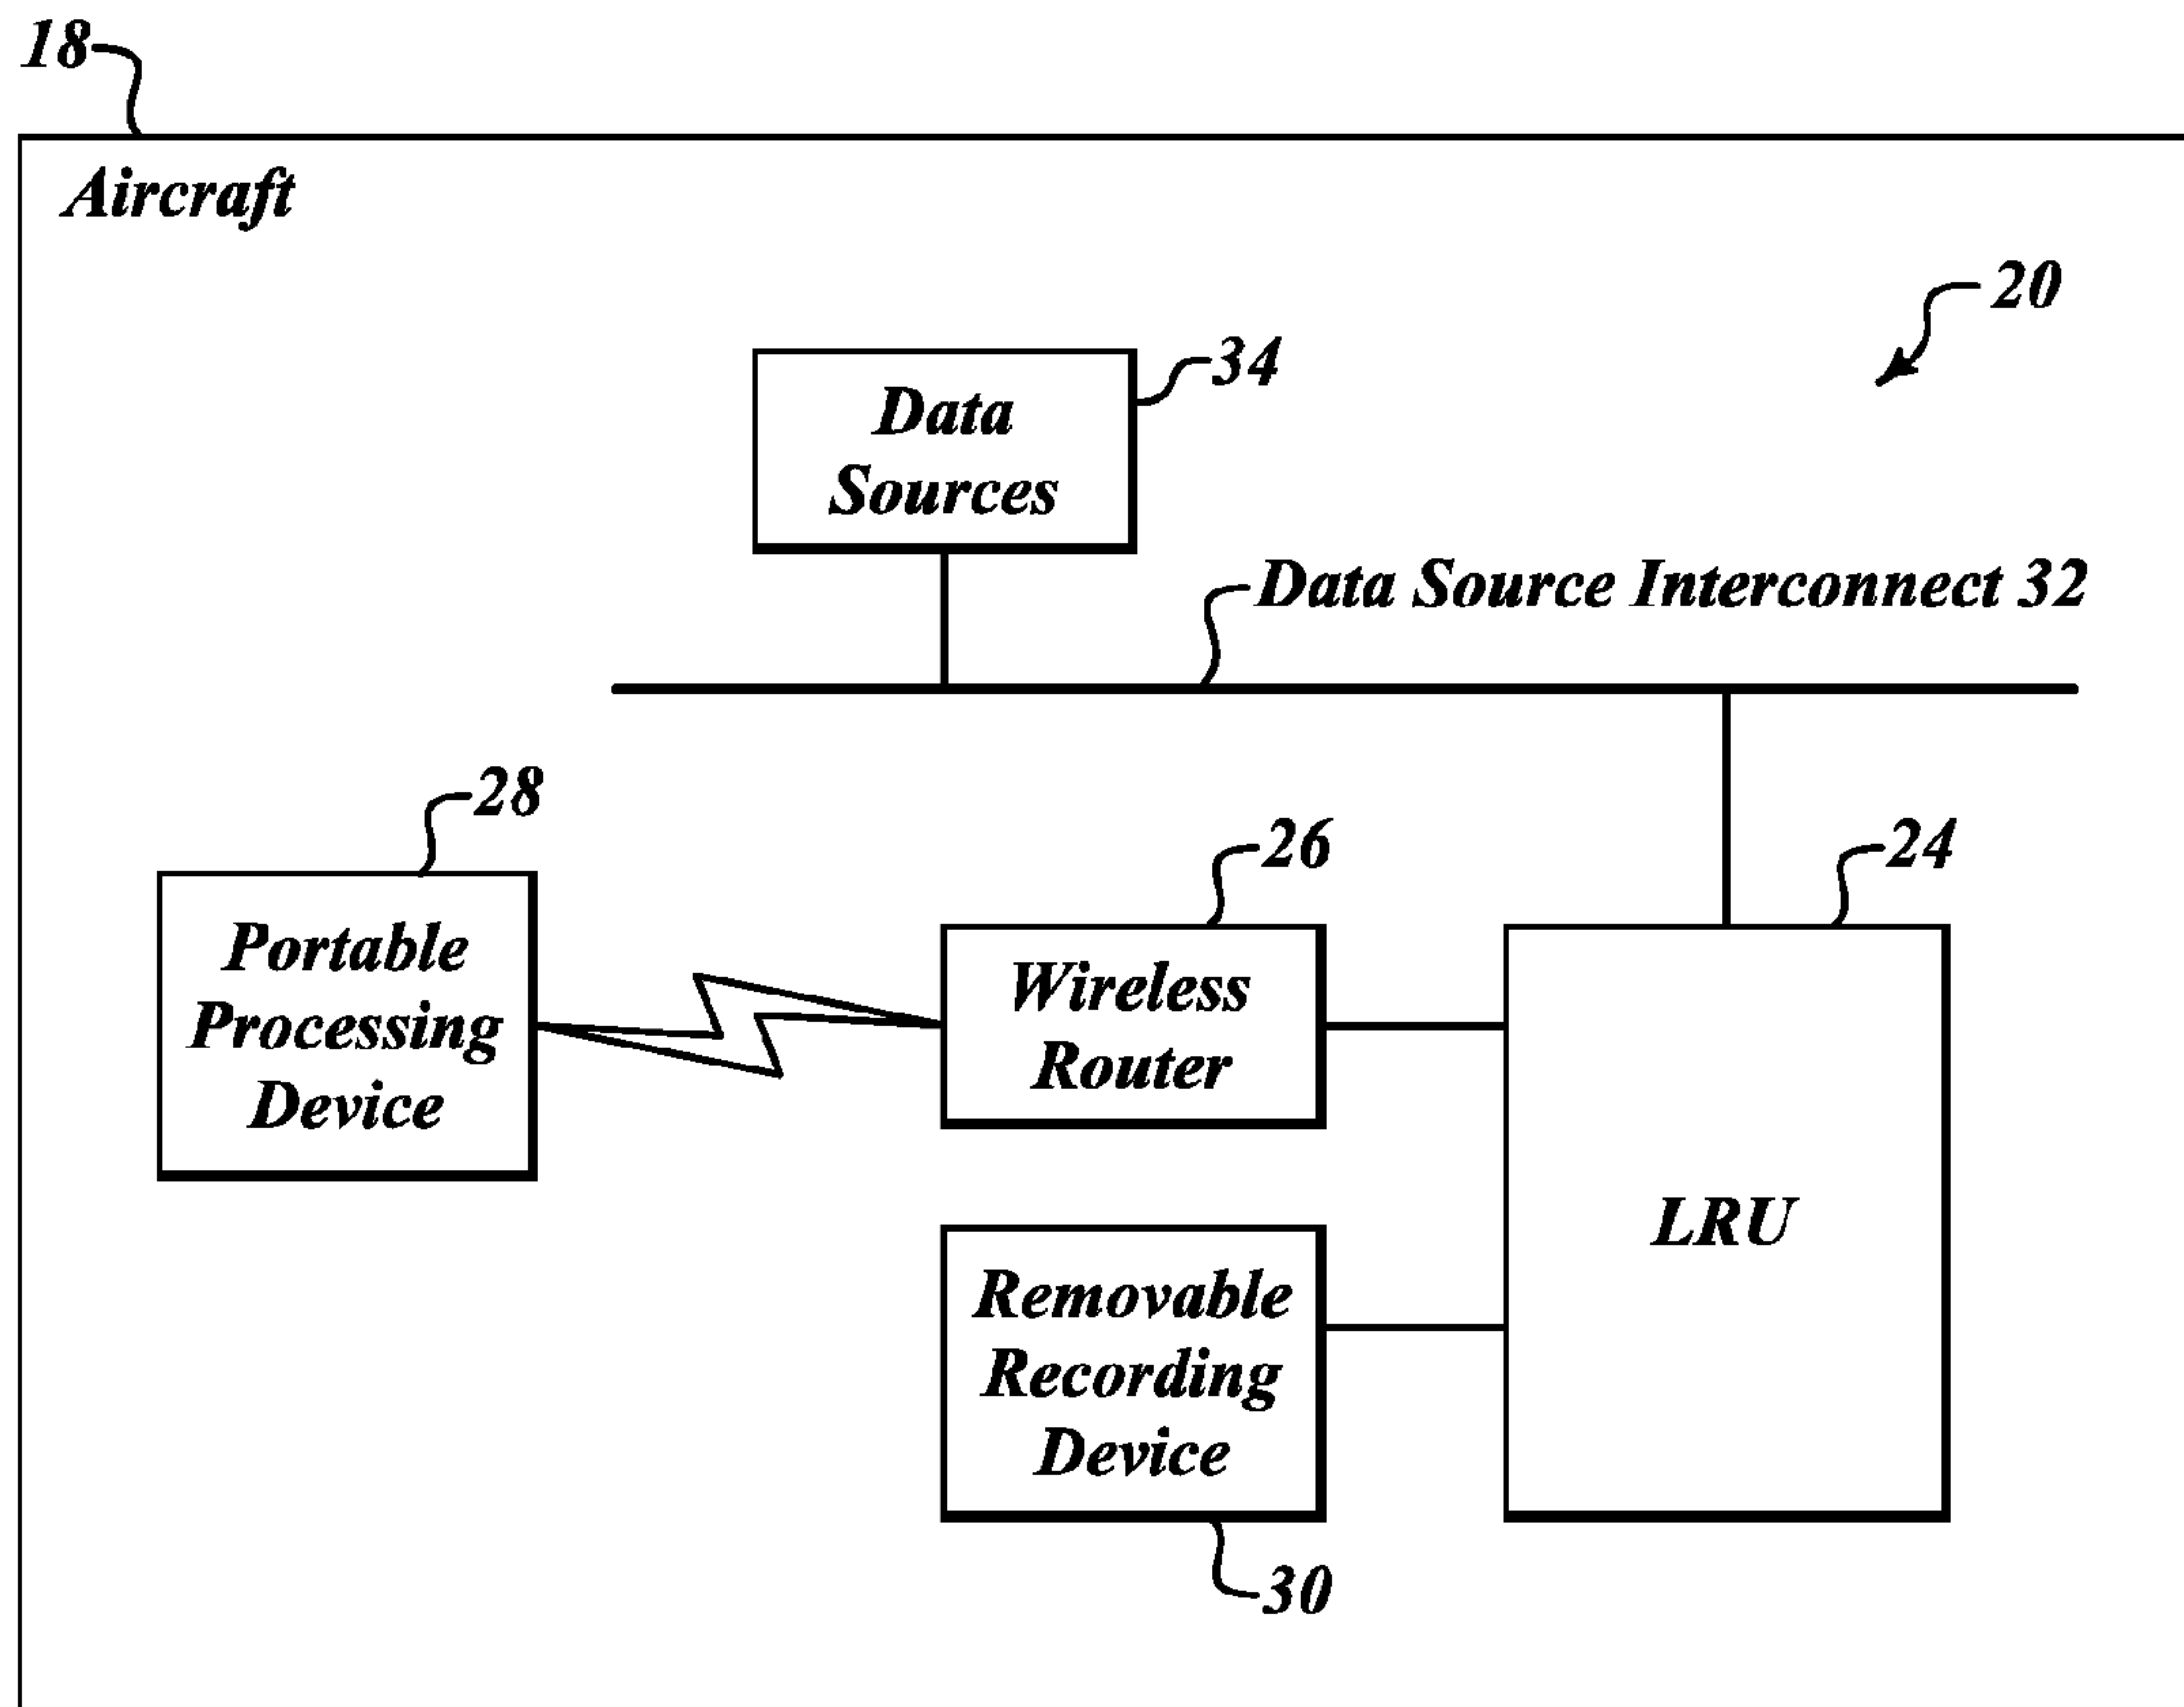 18
Aircraft
20
34
Data
Sources
Data Source Interconnect 32
28
26
24
Portable
Processing
Device
Wireless
Router
LRU
Removable
Recording
Device
30